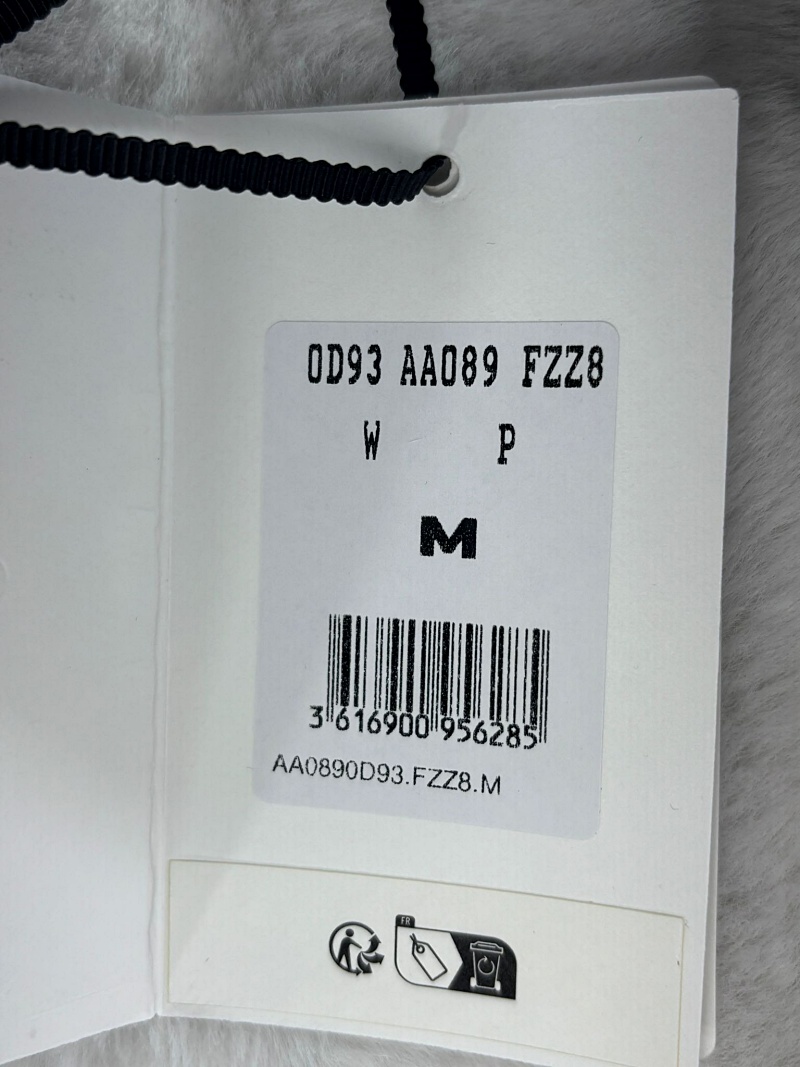 0D93 AA089 FZZ8
W P
M
3 616900 956285
AA0890D93.FZZ8.M
FR